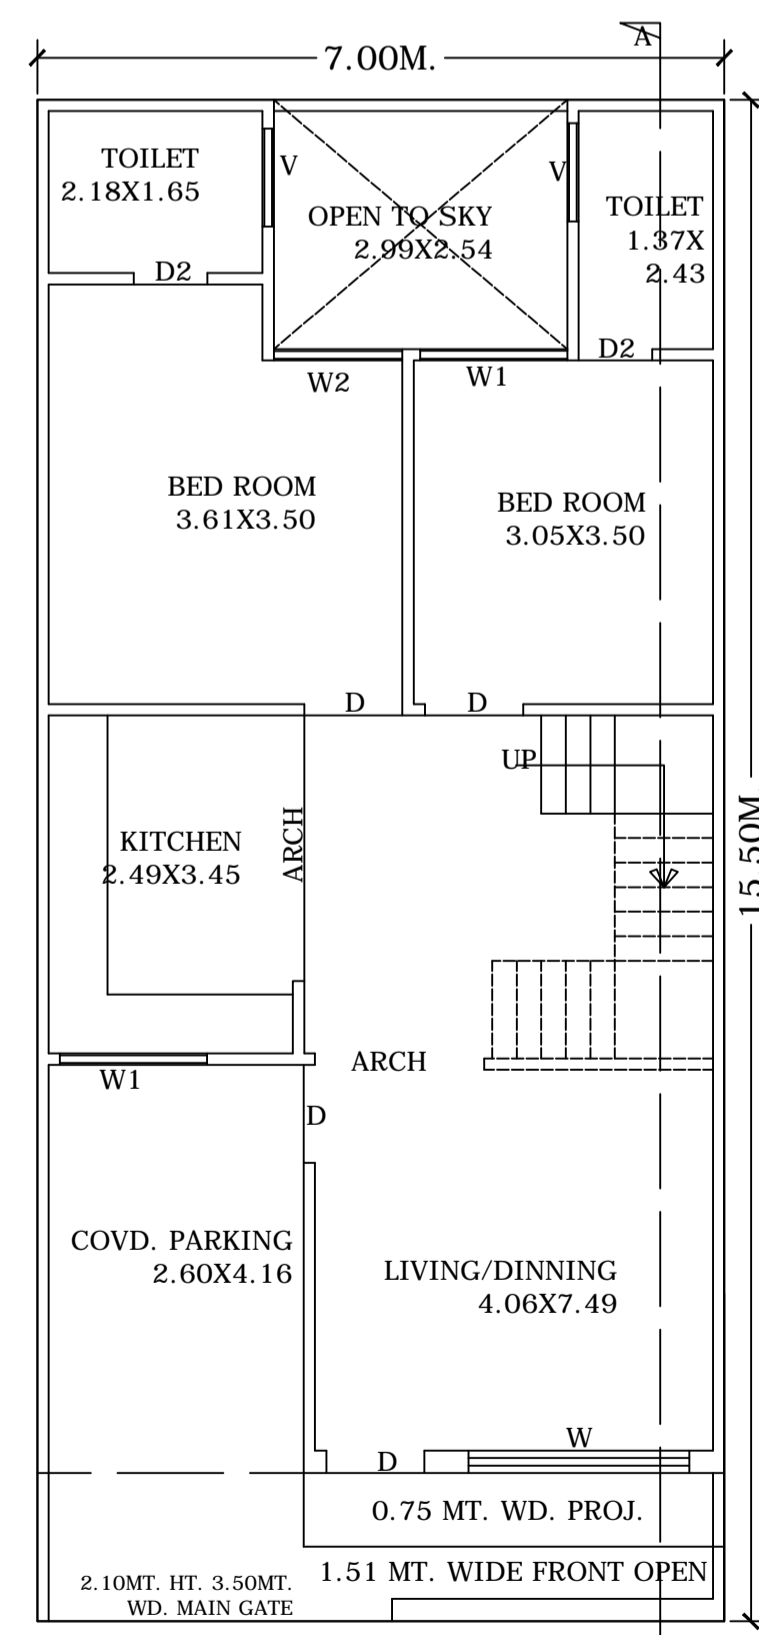 A
7.00M.
TOILET
2.18X1.65
V
V
OPEN TO SKY
2.99X2.54
TOILET
1.37X
2.43
D2
D2
W2
W1
BED ROOM
3.61X3.50
BED ROOM
3.05X3.50
D
D
UP
KITCHEN
2.49X3.45
ARCH
15.50M.
ARCH
W1
D
COVD. PARKING
2.60X4.16
LIVING/DINNING
4.06X7.49
W
D
0.75 MT. WD. PROJ.
1.51 MT. WIDE FRONT OPEN
2.10MT. HT. 3.50MT.
WD. MAIN GATE